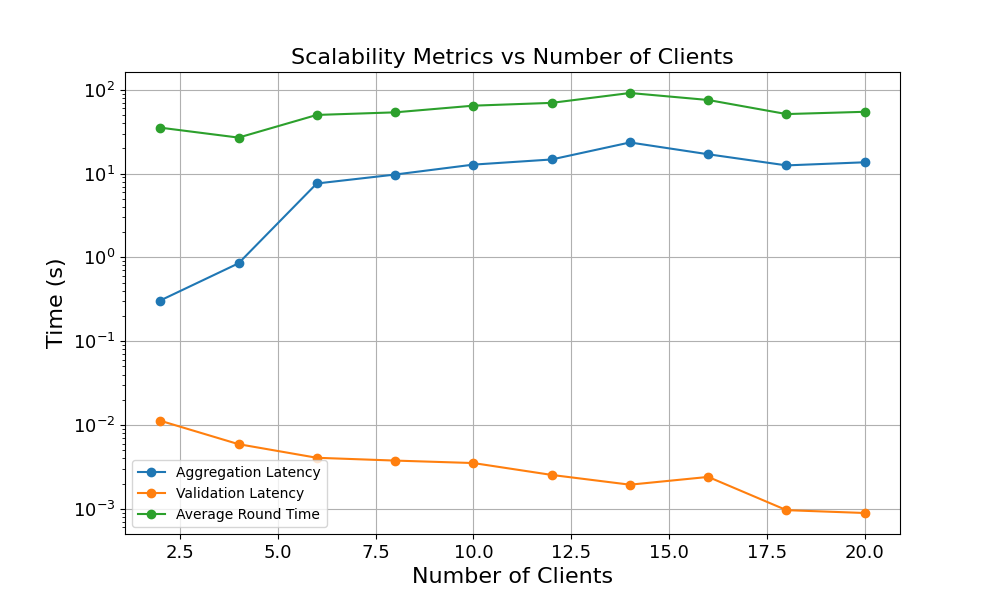 Scalability Metrics vs Number of Clients
Time (s)
10²
10¹
10⁰
10⁻¹
10⁻²
10⁻³
Aggregation Latency
Validation Latency
Average Round Time
2.5 5.0 7.5 10.0 12.5 15.0 17.5 20.0
Number of Clients